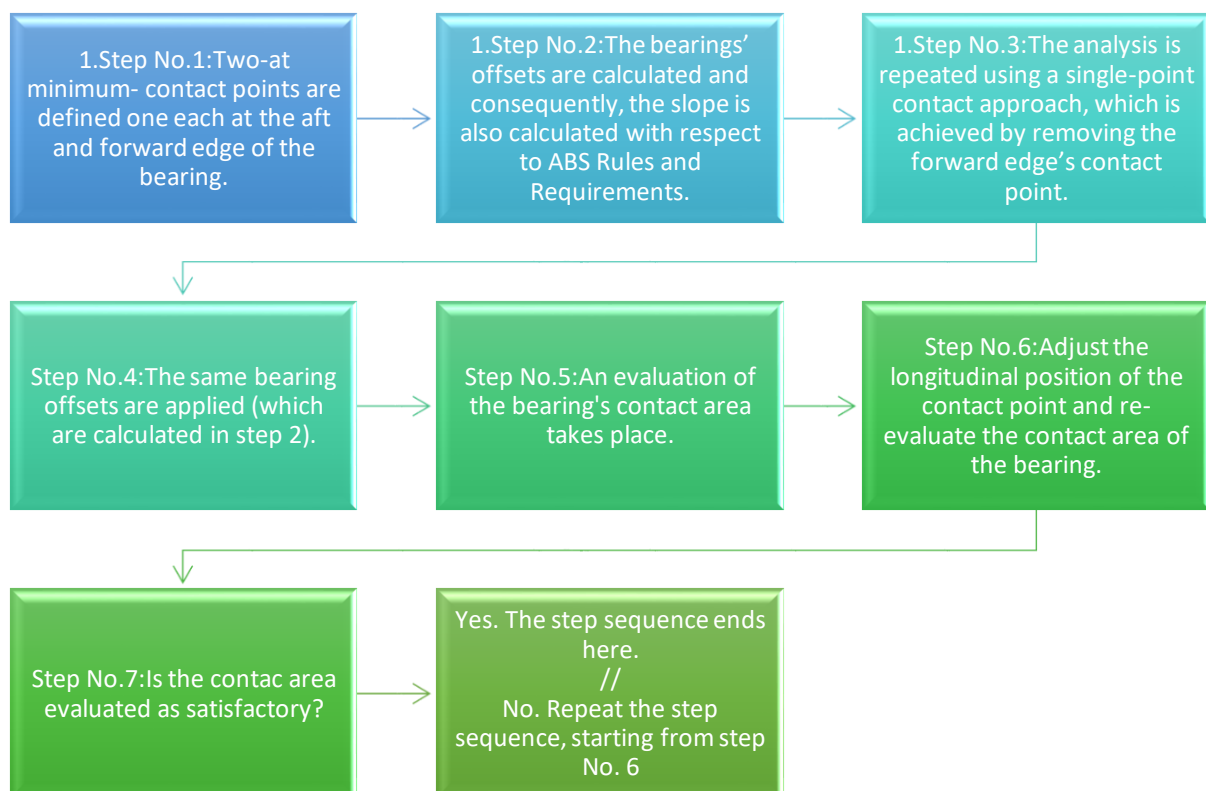 1.Step No.1:Two-at
minimum- contact points are
defined one each at the aft
and forward edge of the
bearing.
1.Step No.2:The bearings’
offsets are calculated and
consequently, the slope is
also calculated with respect
to ABS Rules and
Requirements.
1.Step No.3:The analysis is
repeated using a single-point
contact approach, which is
achieved by removing the
forward edge’s contact
point.
Step No.4:The same bearing
offsets are applied (which
are calculated in step 2).
Step No.5:An evaluation of
the bearing's contact area
takes place.
Step No.6:Adjust the
longitudinal position of the
contact point and re-
evaluate the contact area of
the bearing.
Step No.7:Is the contac area
evaluated as satisfactory?
Yes. The step sequence ends
here.
//
No. Repeat the step
sequence, starting from step
No. 6